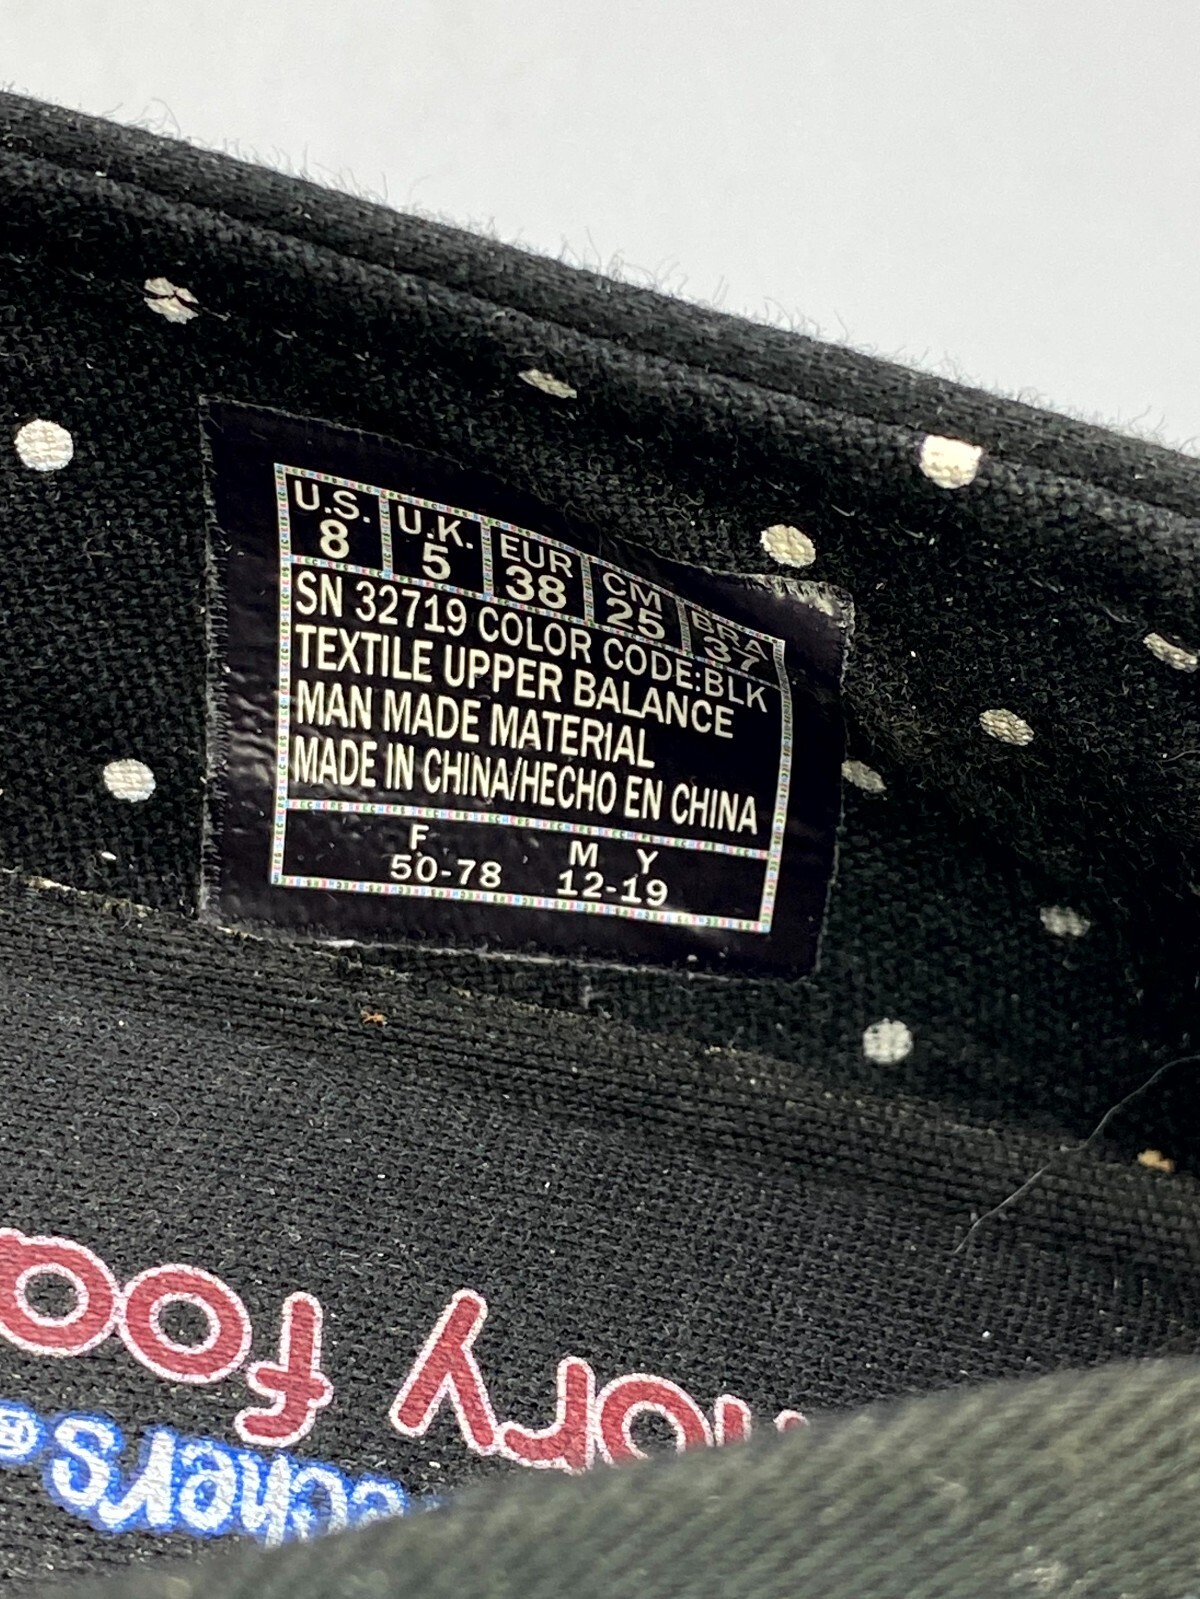 U.S. U.K. EUR CM BRA
8 5 38 25 37
SN 32719 COLOR CODE:BLK
TEXTILE UPPER BALANCE
MAN MADE MATERIAL
MADE IN CHINA/HECHO EN CHINA
F M Y
50-78 12-19